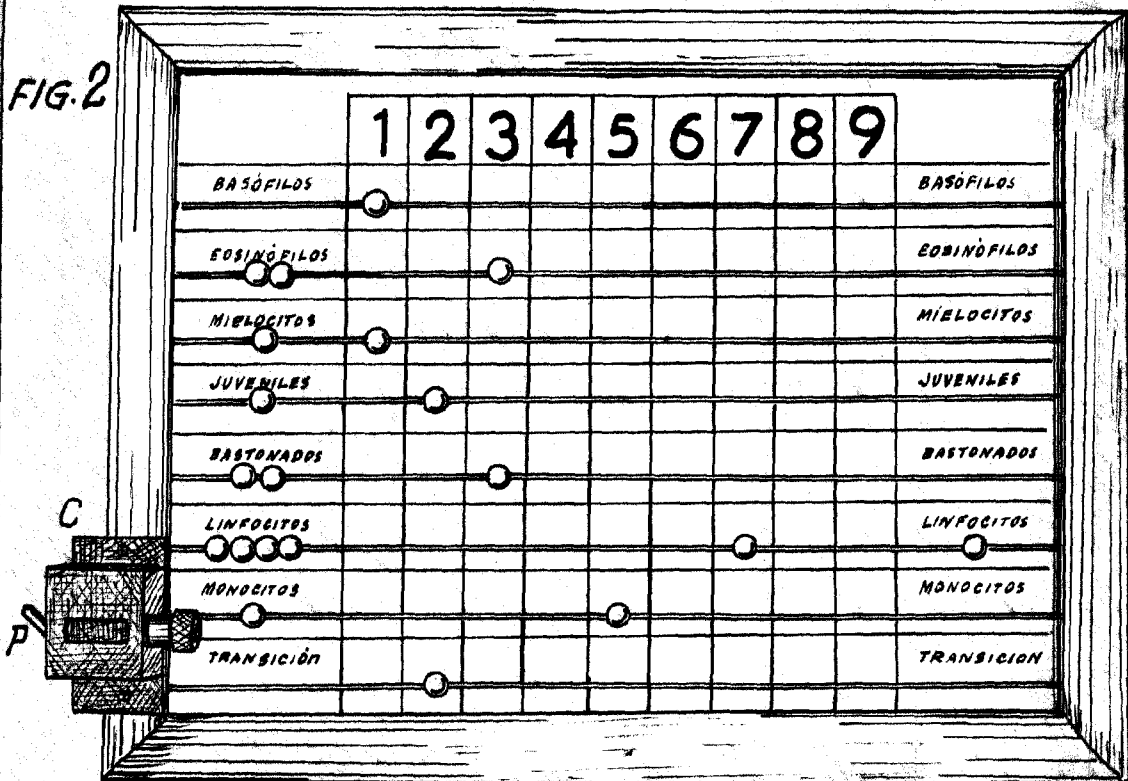 FIG. 2
1 2 3 4 5 6 7 8 9
BASÓFILOS BASÓFILOS
EOSINÓFILOS EOBINÓFILOS
MIELOCITOS MIELOCITOS
JUVENILES JUVENILES
BASTONADOS BASTONADOS
C
LINFOCITOS LINFOCITOS
MONOCITOS MONOCITOS
P
TRANSICIÓN TRANSICION